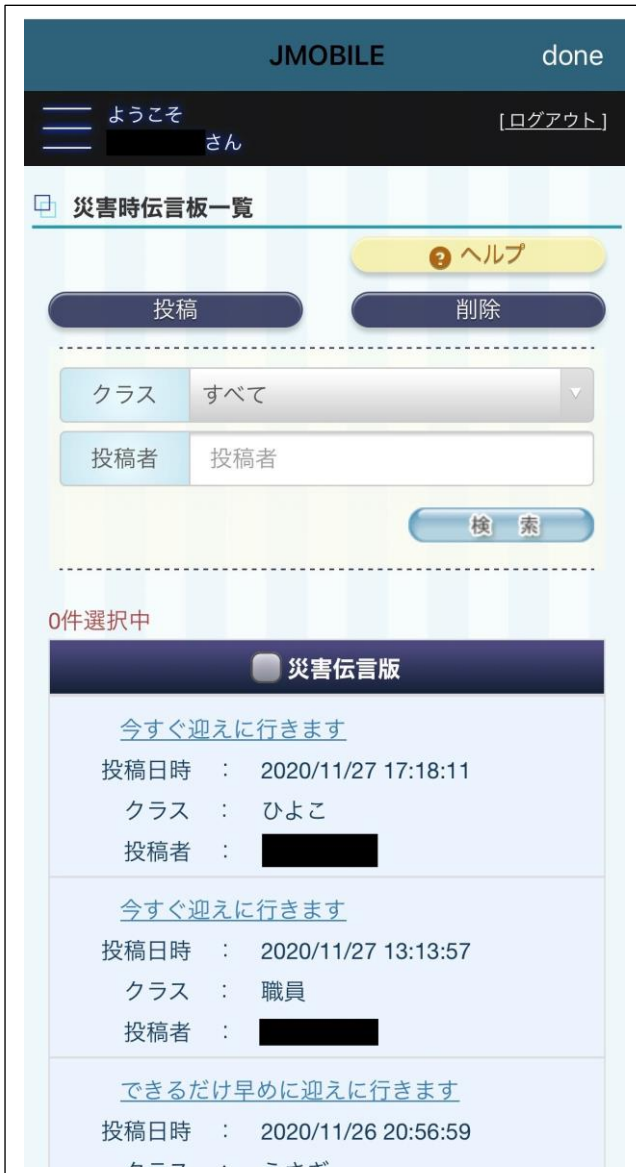 JMOBILE done
ようこそ
さん [ログアウト]
災害時伝言板一覧
? ヘルプ
投稿 削除
クラス すべて
投稿者 投稿者
検 索
0件選択中
災害伝言版
今すぐ迎えに行きます
投稿日時 : 2020/11/27 17:18:11
クラス : ひよこ
投稿者 :
今すぐ迎えに行きます
投稿日時 : 2020/11/27 13:13:57
クラス : 職員
投稿者 :
できるだけ早めに迎えに行きます
投稿日時 : 2020/11/26 20:56:59
クラス : うさぎ